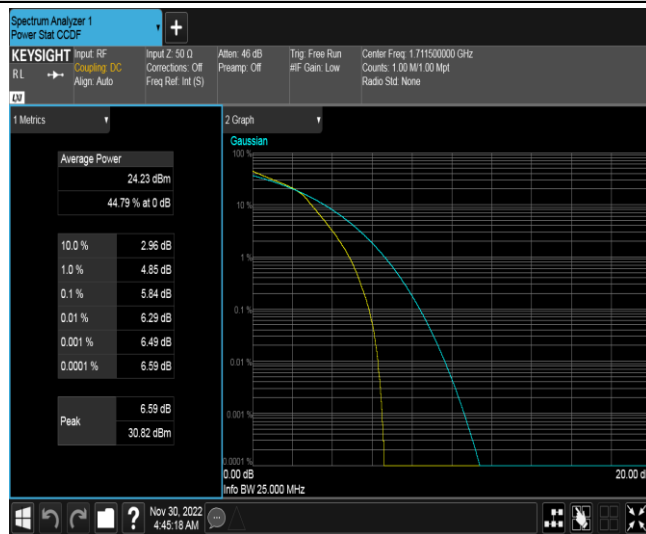 Spectrum Analyzer 1
Power Stat CCDF
+
KEYSIGHT
RL
LXI
Input: RF
Coupling: DC
Align: Auto
Input Z: 50 Ω
Corrections: Off
Freq Ref: Int (S)
Atten: 46 dB
Preamp: Off
Trig: Free Run
#IF Gain: Low
Center Freq: 1.711500000 GHz
Counts: 1.00 M/1.00 Mpt
Radio Std: None
1 Metrics
Average Power
24.23 dBm
44.79 % at 0 dB
10.0 % 2.96 dB
1.0 % 4.85 dB
0.1 % 5.84 dB
0.01 % 6.29 dB
0.001 % 6.49 dB
0.0001 % 6.59 dB
Peak
6.59 dB
30.82 dBm
2 Graph
Gaussian
100 %
10 %
1 %
0.1 %
0.01 %
0.001 %
0.0001 %
0.00 dB
20.00 d
Info BW 25.000 MHz
?
Nov 30, 2022
4:45:18 AM